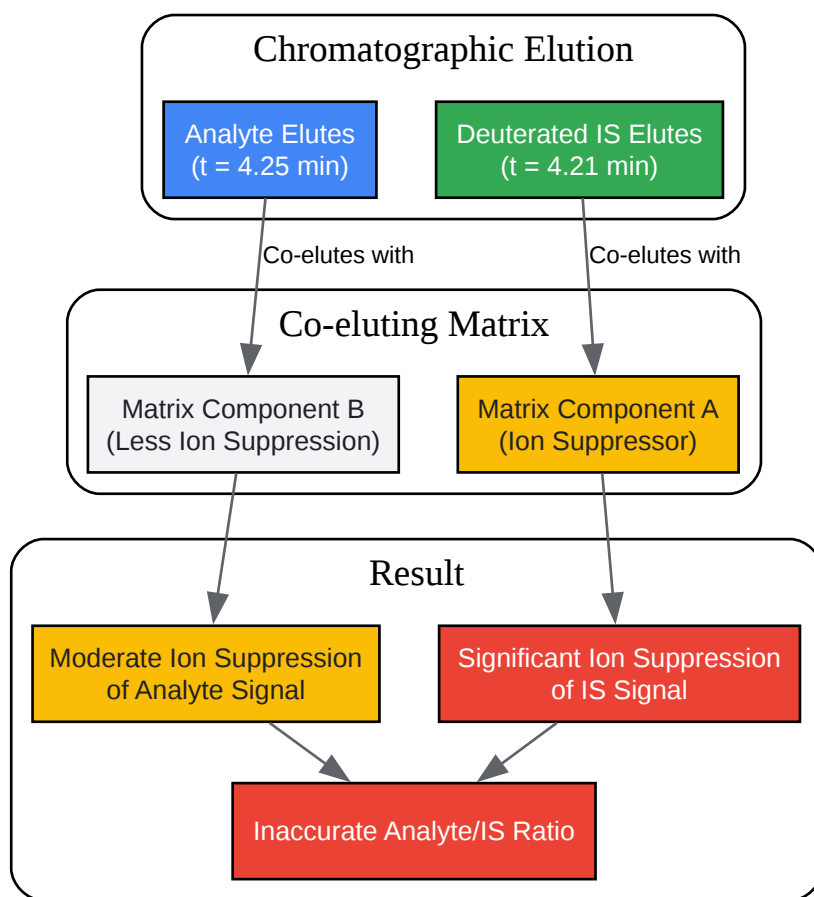 Chromatographic Elution
Analyte Elutes
(t = 4.25 min)
Deuterated IS Elutes
(t = 4.21 min)
Co-elutes with
Co-elutes with
Co-eluting Matrix
Matrix Component B
(Less Ion Suppression)
Matrix Component A
(Ion Suppressor)
Result
Moderate Ion Suppression
of Analyte Signal
Significant Ion Suppression
of IS Signal
Inaccurate Analyte/IS Ratio